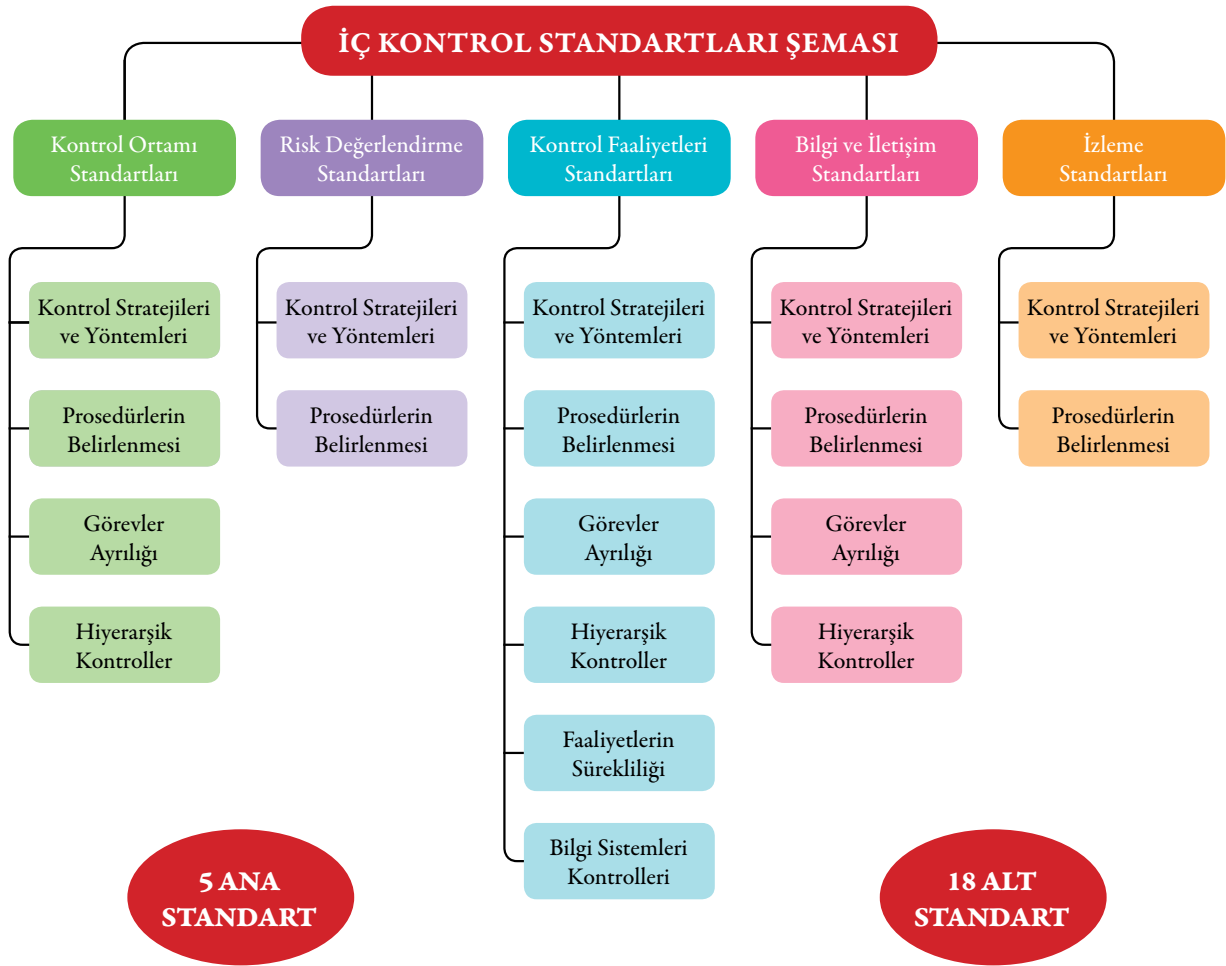 İÇ KONTROL STANDARTLARI ŞEMASI
Kontrol Ortamı
Standartları
Risk Değerlendirme
Standartları
Kontrol Faaliyetleri
Standartları
Bilgi ve İletişim
Standartları
İzleme
Standartları
Kontrol Stratejileri
ve Yöntemleri
Prosedürlerin
Belirlenmesi
Görevler
Ayrılığı
Hiyerarşik
Kontroller
Kontrol Stratejileri
ve Yöntemleri
Prosedürlerin
Belirlenmesi
Kontrol Stratejileri
ve Yöntemleri
Prosedürlerin
Belirlenmesi
Görevler
Ayrılığı
Hiyerarşik
Kontroller
Faaliyetlerin
Sürekliliği
Bilgi Sistemleri
Kontrolleri
Kontrol Stratejileri
ve Yöntemleri
Prosedürlerin
Belirlenmesi
Görevler
Ayrılığı
Hiyerarşik
Kontroller
Kontrol Stratejileri
ve Yöntemleri
Prosedürlerin
Belirlenmesi
5 ANA
STANDART
18 ALT
STANDART